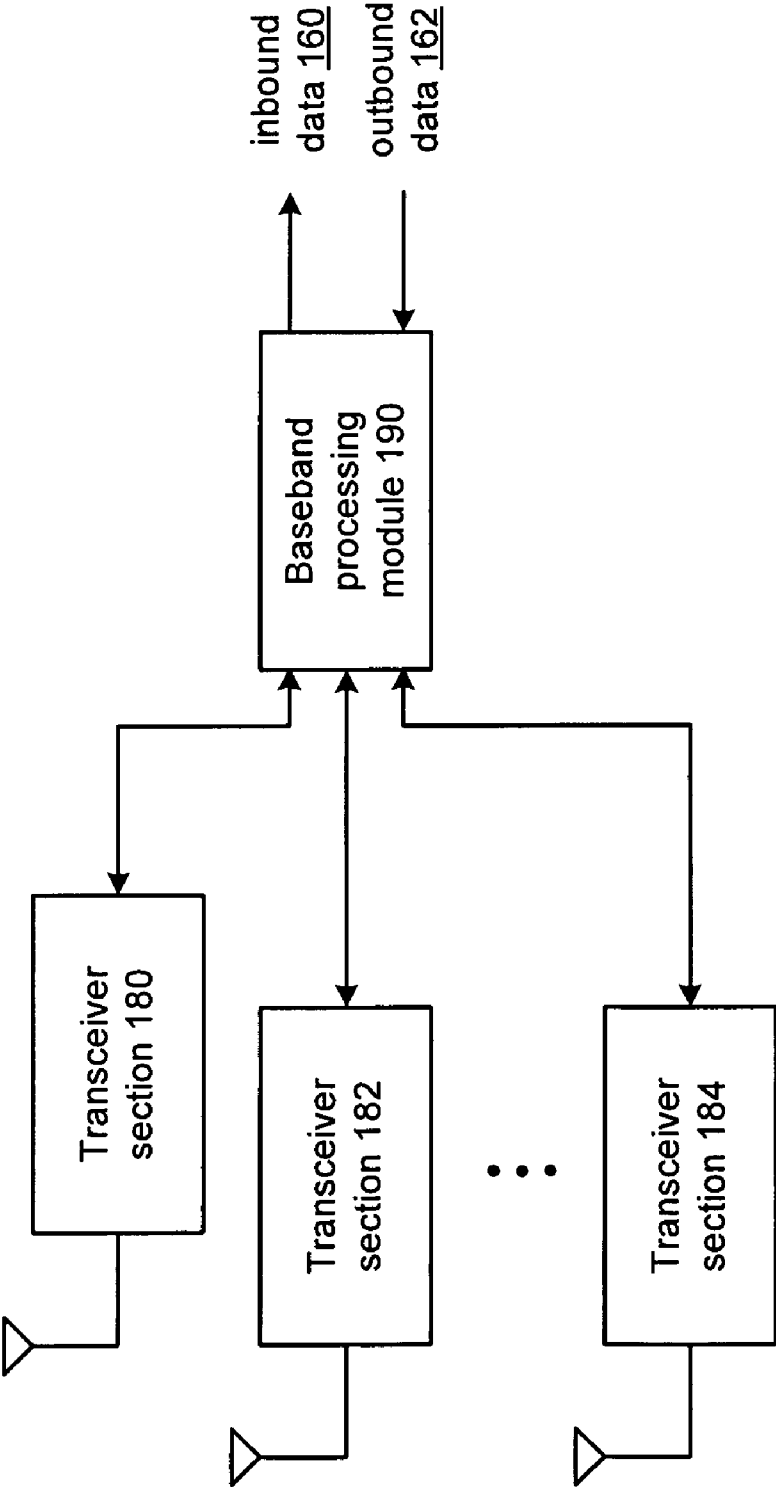 Transceiver
section 180
Transceiver
section 182
Transceiver
section 184
Baseband
processing
module 190
inbound
data 160
outbound
data 162